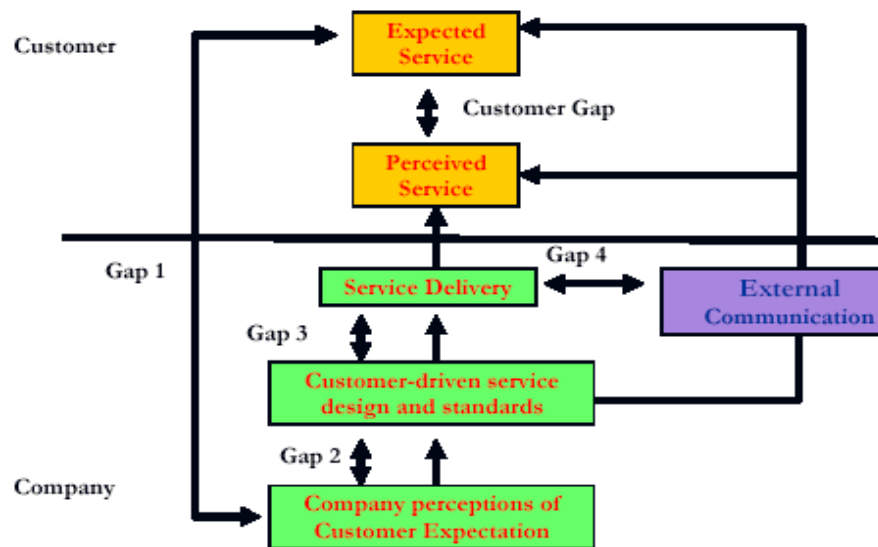 Customer
Expected
Service
Customer Gap
Perceived
Service
Gap 1
Gap 4
Service Delivery
External
Communication
Gap 3
Customer-driven service
design and standards
Gap 2
Company
Company perceptions of
Customer Expectation